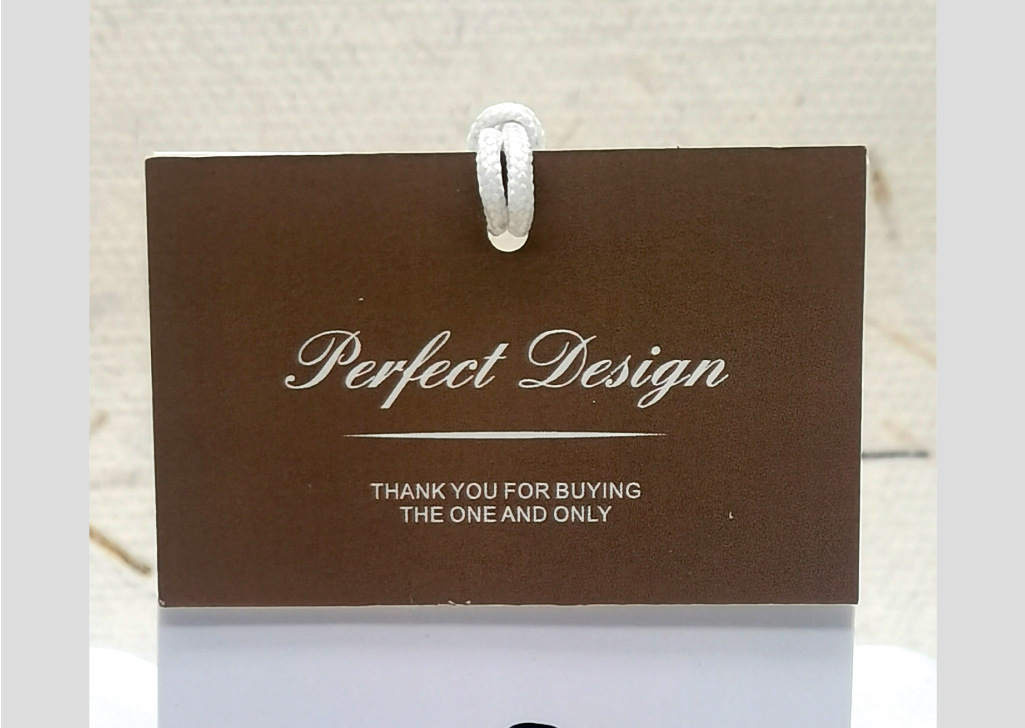 Perfect Design
THANK YOU FOR BUYING
THE ONE AND ONLY